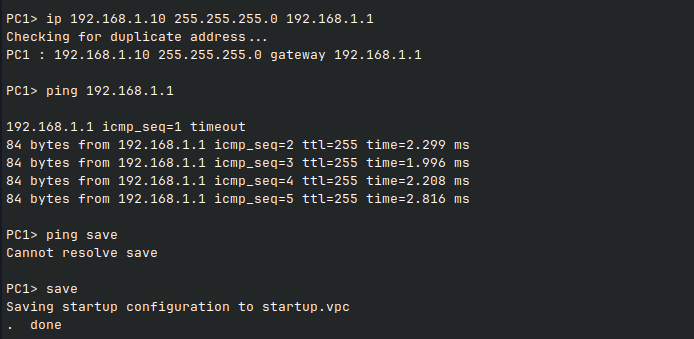 PC1> ip 192.168.1.10 255.255.255.0 192.168.1.1
Checking for duplicate address...
PC1 : 192.168.1.10 255.255.255.0 gateway 192.168.1.1
PC1> ping 192.168.1.1
192.168.1.1 icmp_seq=1 timeout
84 bytes from 192.168.1.1 icmp_seq=2 ttl=255 time=2.299 ms
84 bytes from 192.168.1.1 icmp_seq=3 ttl=255 time=1.996 ms
84 bytes from 192.168.1.1 icmp_seq=4 ttl=255 time=2.208 ms
84 bytes from 192.168.1.1 icmp_seq=5 ttl=255 time=2.816 ms
PC1> ping save
Cannot resolve save
PC1> save
Saving startup configuration to startup.vpc
.  done